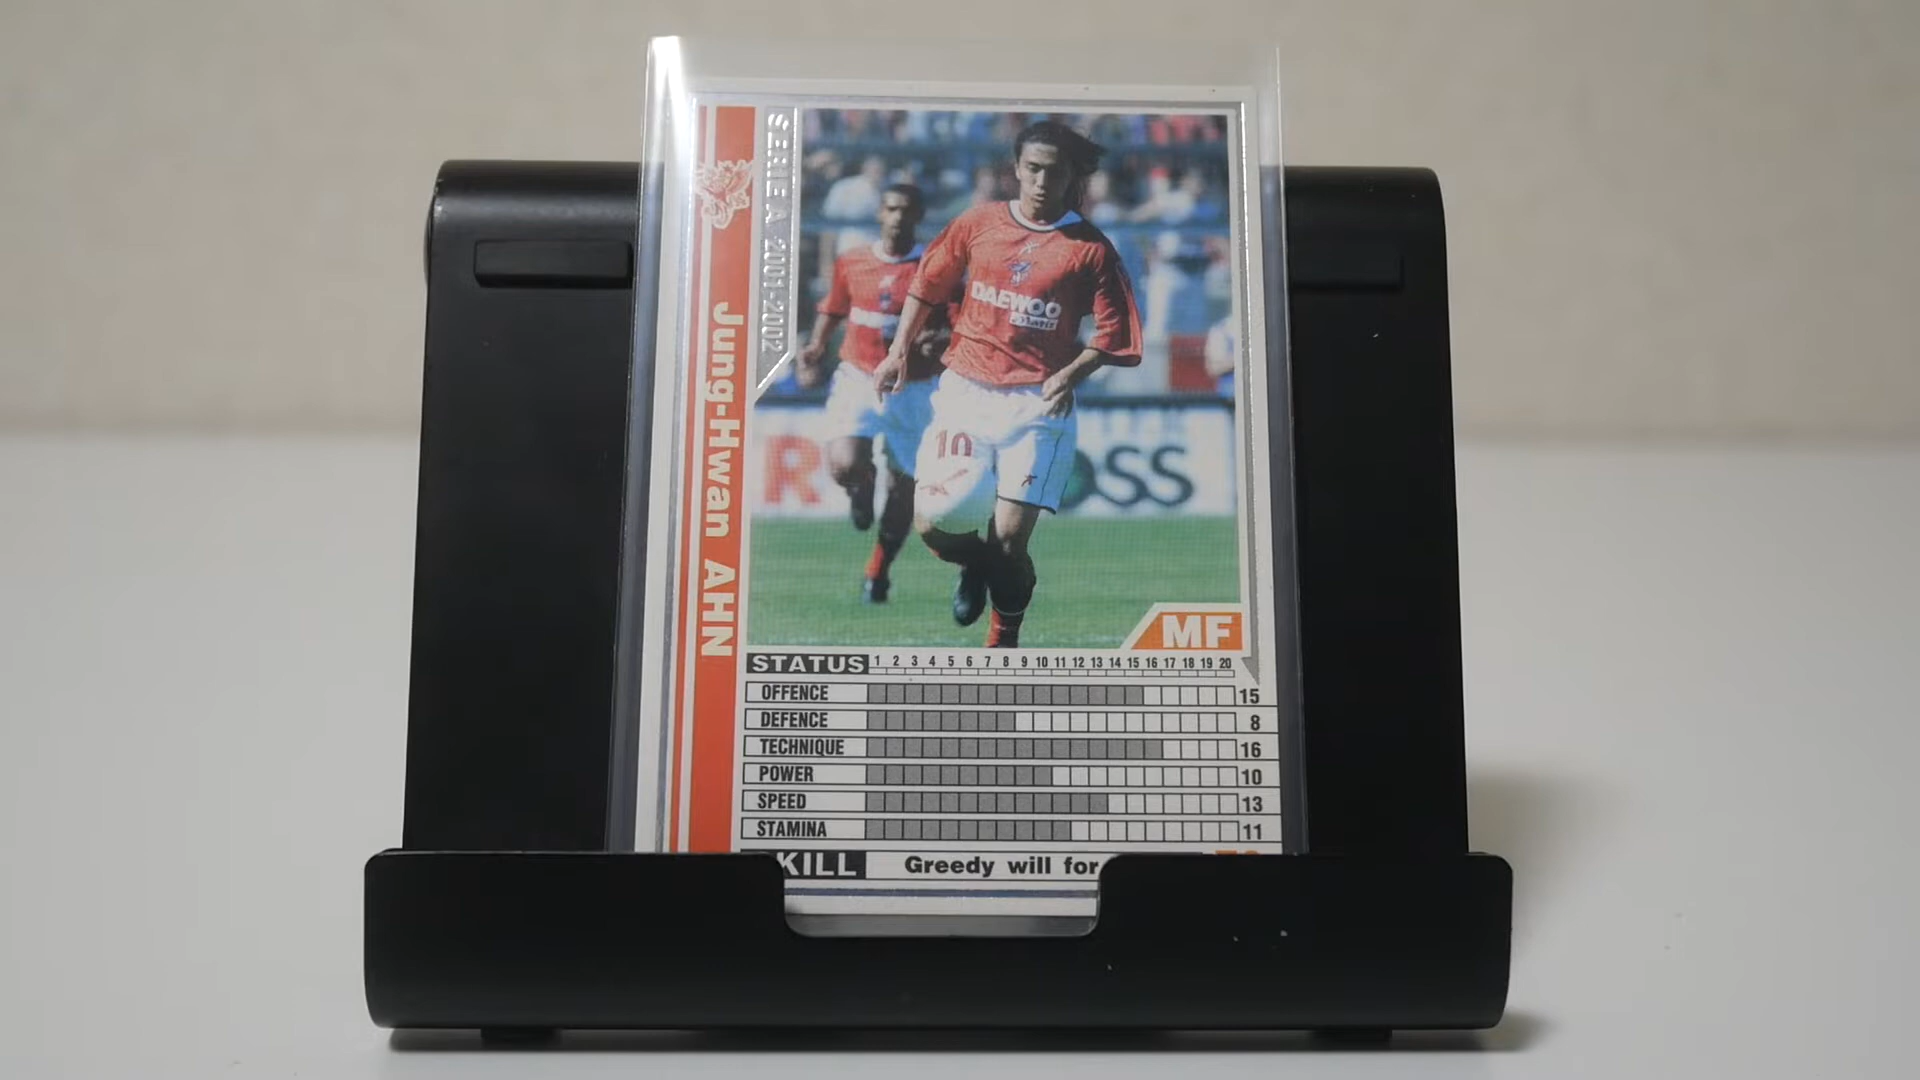 SERIE A 2001-2002
Jung-Hwan AHN
DAEWOO
10
R OSS
MF
STATUS 1 2 3 4 5 6 7 8 9 10 11 12 13 14 15 16 17 18 19 20
OFFENCE 15
DEFENCE 8
TECHNIQUE 16
POWER 10
SPEED 13
STAMINA 11
KILL Greedy will for